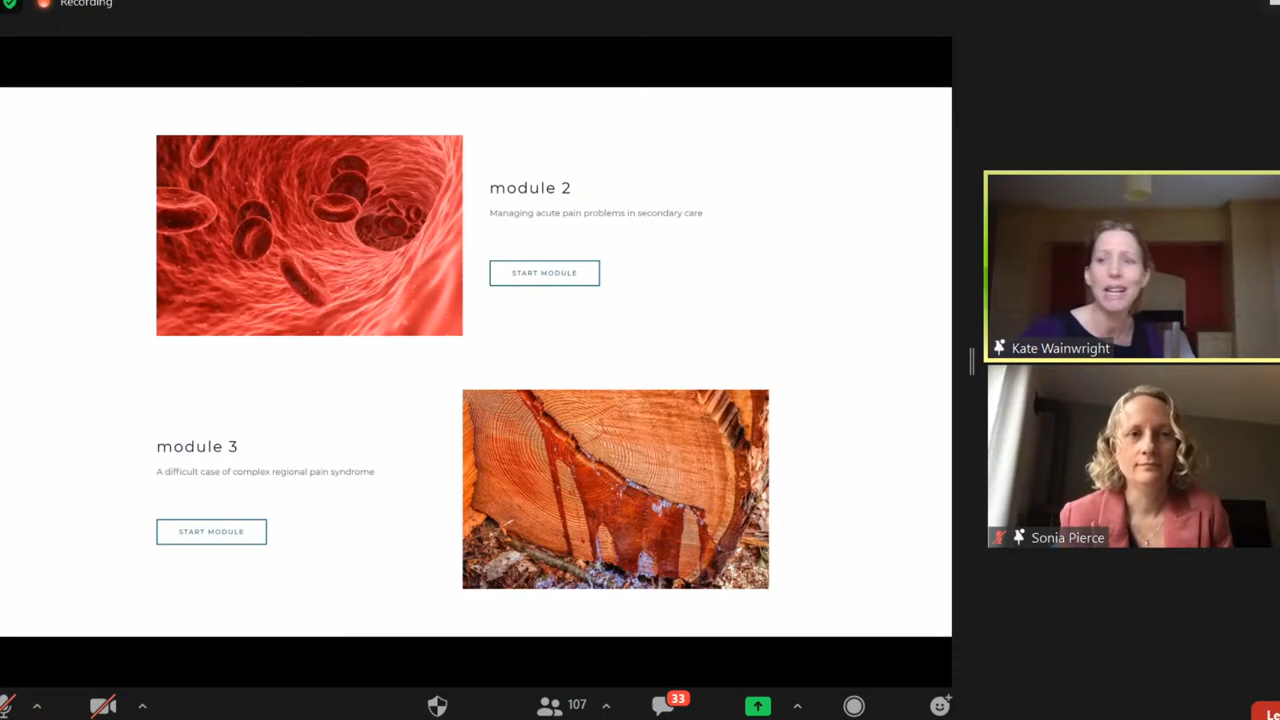 Recording
module 2
Managing acute pain problems in secondary care
START MODULE
module 3
A difficult case of complex regional pain syndrome
START MODULE
Kate Wainwright
Sonia Pierce
107
33